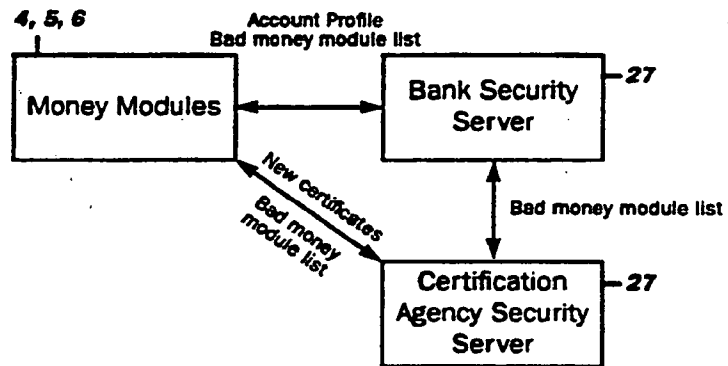 4, 5, 6
Account Profile
Bad money module list
Money Modules
Bank Security
Server
27
New certificates
Bad money
module list
Bad money module list
Certification
Agency Security
Server
27